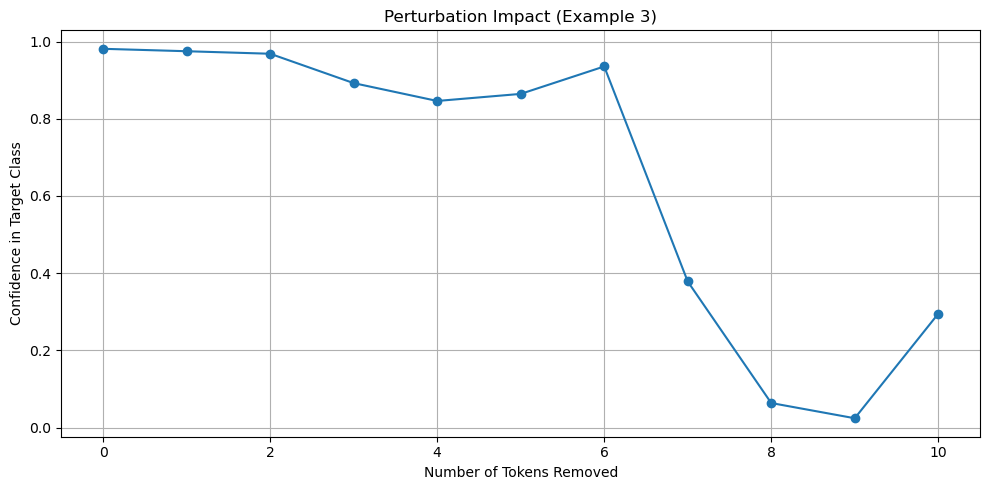 Perturbation Impact (Example 3)
Confidence in Target Class
1.0
0.8
0.6
0.4
0.2
0.0
0 2 4 6 8 10
Number of Tokens Removed